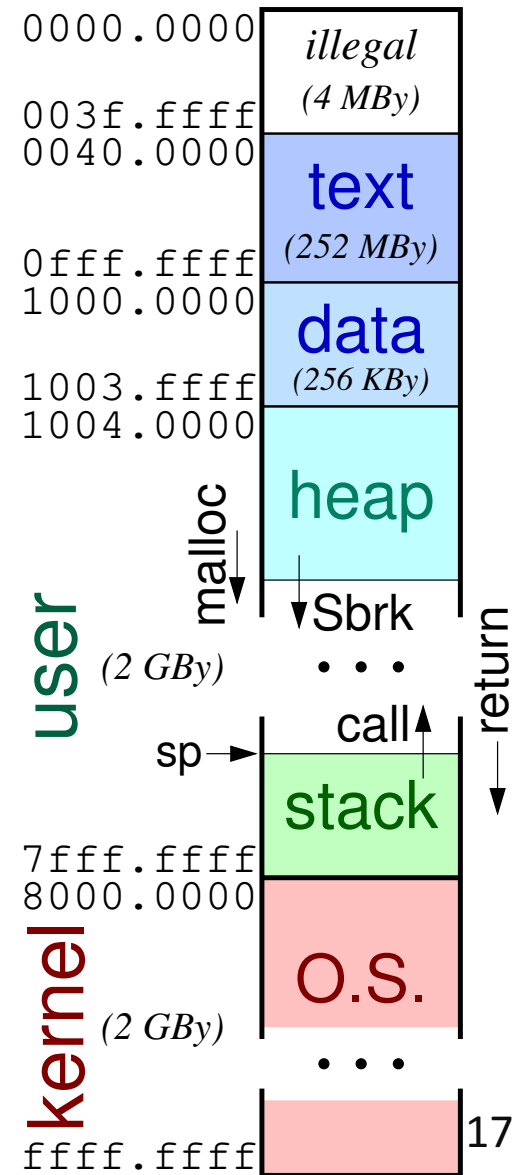 0000.0000
illegal
(4 MBy)
003f.ffff
0040.0000
text
(252 MBy)
0fff.ffff
1000.0000
data
(256 KBy)
1003.ffff
1004.0000
heap
malloc
Sbrk
user
(2 GBy)
• • •
return
call
sp
stack
7fff.ffff
8000.0000
kernel
O.S.
(2 GBy)
• • •
17
ffff.ffff